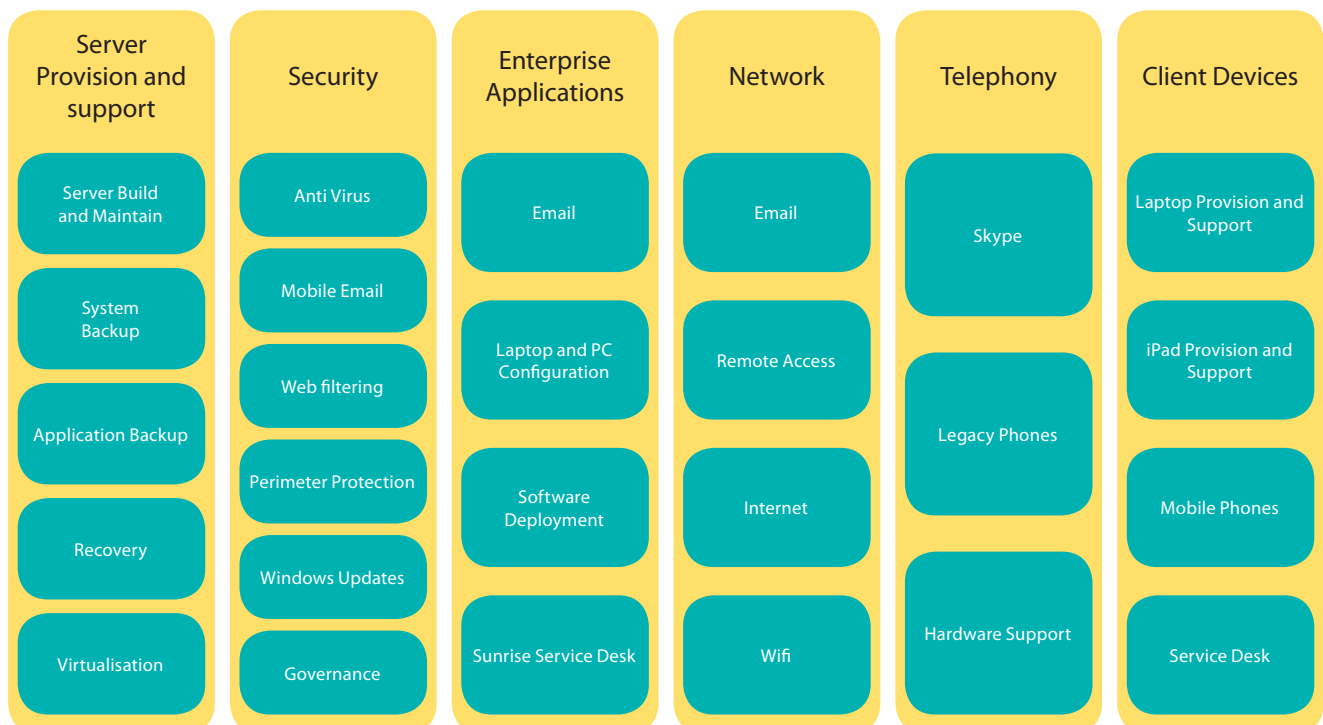 Server
Provision and
support
Server Build
and Maintain
System
Backup
Application Backup
Recovery
Virtualisation
Security
Anti Virus
Mobile Email
Web filtering
Perimeter Protection
Windows Updates
Governance
Enterprise
Applications
Email
Laptop and PC
Configuration
Software
Deployment
Sunrise Service Desk
Network
Email
Remote Access
Internet
Wifi
Telephony
Skype
Legacy Phones
Hardware Support
Client Devices
Laptop Provision and
Support
iPad Provision and
Support
Mobile Phones
Service Desk